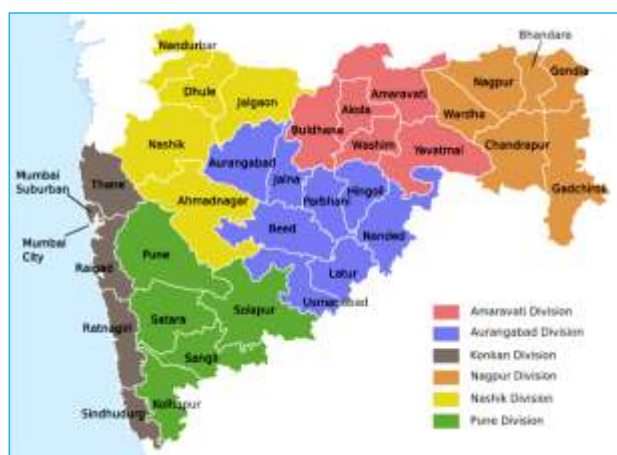 Bhandara
Nandurbar
Dhule
Jalgaon
Amaravati
Nagpur
Gondia
Akola
Wardha
Buldhana
Nashik
Washim
Yavatmal
Chandrapur
Aurangabad
Jalna
Hingoli
Mumbai
Suburban
Thane
Parbhani
Gadchiroli
Ahmadnagar
Beed
Nanded
Mumbai
City
Pune
Raigad
Latur
Usmanabad
Solapur
Ratnagiri
Satara
Sangli
Kolhapur
Sindhudurg
Amaravati Division
Aurangabad Division
Konkan Division
Nagpur Division
Nashik Division
Pune Division